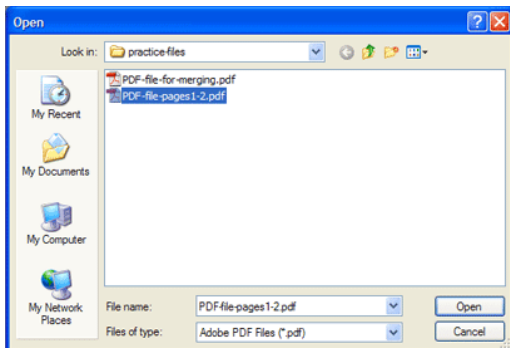 Open
Look in: practice-files
PDF-file-for-merging.pdf
PDF-file-pages1-2.pdf
My Recent
My Documents
My Computer
My Network
Places
File name: PDF-file-pages1-2.pdf Open
Files of type: Adobe PDF Files (*.pdf) Cancel